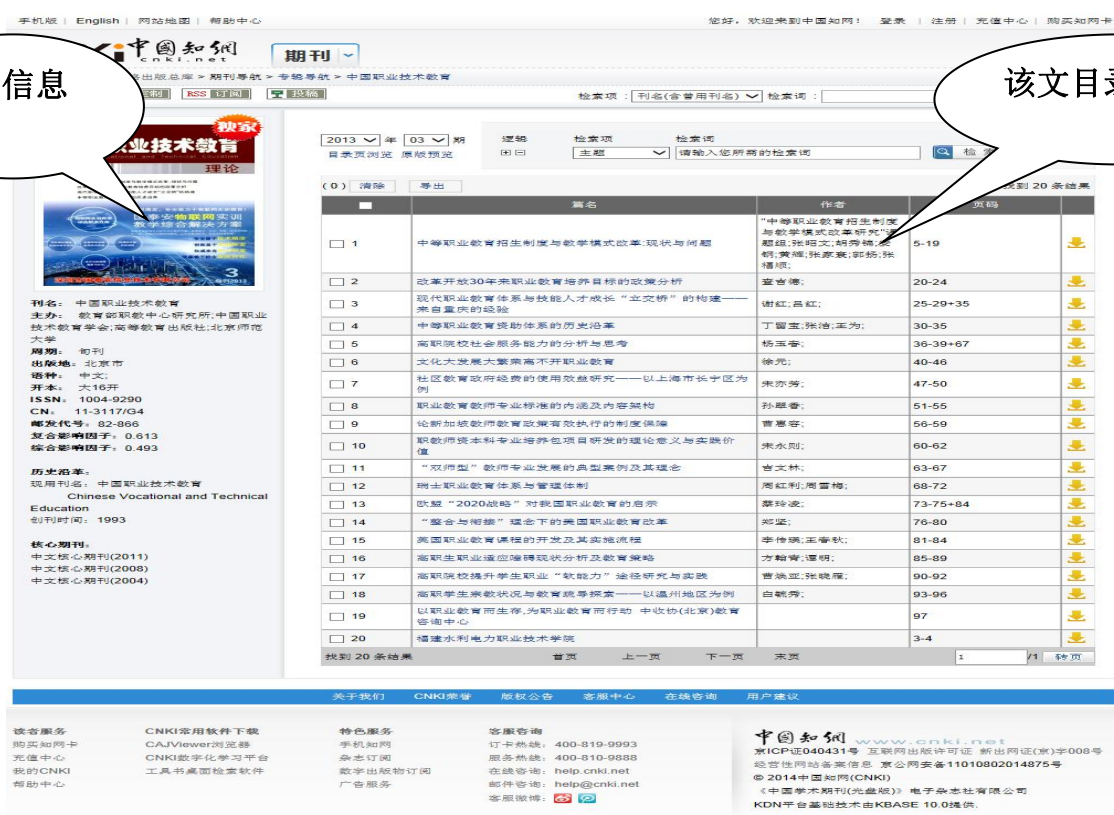 手机版 | English | 网站地图 | 帮助中心
您好，欢迎来到中国知网！ 登录 | 注册 | 充值中心 | 购买知网卡
中国知网
cnki.net
期刊
信息
该文目录
出版总库 > 期刊导航 > 专辑导航 > 中国职业技术教育
RSS 订阅 投稿
检索项：刊名(含曾用刊名) 检索词：
独家
业技术教育
理论
物联网实训
教学综合解决方案
3
2013 年 03 期 逻辑 检索项 检索词
目录页浏览 原版预览 主题 请输入您所需的检索词 检
(0) 清除 导出 找到 20 条结果
篇名 作者 页码
1 中等职业教育招生制度与教学模式改革:现状与问题 "中等职业教育招生制度与教学模式改革研究"课题组;张昭文;胡秀锦;
钢;黄辉;张彦衰;郭扬;张福顺; 5-19
2 改革开放30年来职业教育培养目标的政策分析 查吉德; 20-24
3 现代职业教育体系与技能人才成长“立交桥”的构建——来自重庆的经验 谢红;吕红; 25-29+35
4 中等职业教育资助体系的历史沿革 丁留宝;张洁;王为; 30-35
5 高职院校社会服务能力的分析与思考 杨玉春; 36-39+67
6 文化大发展大繁荣离不开职业教育 徐元; 40-46
7 社区教育政府经费的使用效益研究——以上海市长宁区为例 宋亦芳; 47-50
8 职业教育教师专业标准的内涵及内容架构 孙翠香; 51-55
9 论新加坡教师教育政策有效执行的制度保障 曹惠容; 56-59
10 职教师资本科专业培养包项目研发的理论意义与实践价值 宋永则; 60-62
11 “双师型”教师专业发展的典型案例及其理念 吉文林; 63-67
12 瑞士职业教育体系与管理体制 周红利;周雪梅; 68-72
13 欧盟“2020战略”对我国职业教育的启示 蔡玲凌; 73-75+84
14 “整合与衔接”理念下的美国职业教育改革 郑坚; 76-80
15 英国职业教育课程的开发及其实施流程 李传瑛;王春秋; 81-84
16 高职生职业适应障碍现状分析及教育策略 方翰青;谭明; 85-89
17 高职院校提升学生职业“软能力”途径研究与实践 曹焕亚;张晓雁; 90-92
18 高职学生宗教状况与教育疏导探索——以温州地区为例 白毓秀; 93-96
19 以职业教育而生存,为职业教育而行动 中收协(北京)教育咨询中心 97
20 福建水利电力职业技术学院 3-4
找到 20 条结果 首页 上一页 下一页 末页 1 /1 转页
刊名： 中国职业技术教育
主办： 教育部职教中心研究所;中国职业
技术教育学会;高等教育出版社;北京师范
大学
周期： 旬刊
出版地：北京市
语种： 中文;
开本： 大16开
ISSN： 1004-9290
CN： 11-3117/G4
邮发代号：82-866
复合影响因子：0.613
综合影响因子：0.493
历史沿革：
现用刊名：中国职业技术教育
Chinese Vocational and Technical
Education
创刊时间：1993
核心期刊：
中文核心期刊(2011)
中文核心期刊(2008)
中文核心期刊(2004)
关于我们 CNKI荣誉 版权公告 客服中心 在线咨询 用户建议
读者服务
购买知网卡
充值中心
我的CNKI
帮助中心
CNKI常用软件下载
CAJViewer浏览器
CNKI数字化学习平台
工具书桌面检索软件
特色服务
手机知网
杂志订阅
数字出版物订阅
广告服务
客服咨询
订卡热线：400-819-9993
服务热线：400-810-9888
在线咨询：help.cnki.net
邮件咨询：help@cnki.net
客服微博：
中国知网 www.cnki.net
京ICP证040431号 互联网出版许可证 新出网证(京)字008号
经营性网站备案信息 京公网安备11010802014875号
© 2014中国知网(CNKI)
《中国学术期刊(光盘版)》电子杂志社有限公司
KDN平台基础技术由KBASE 10.0提供.